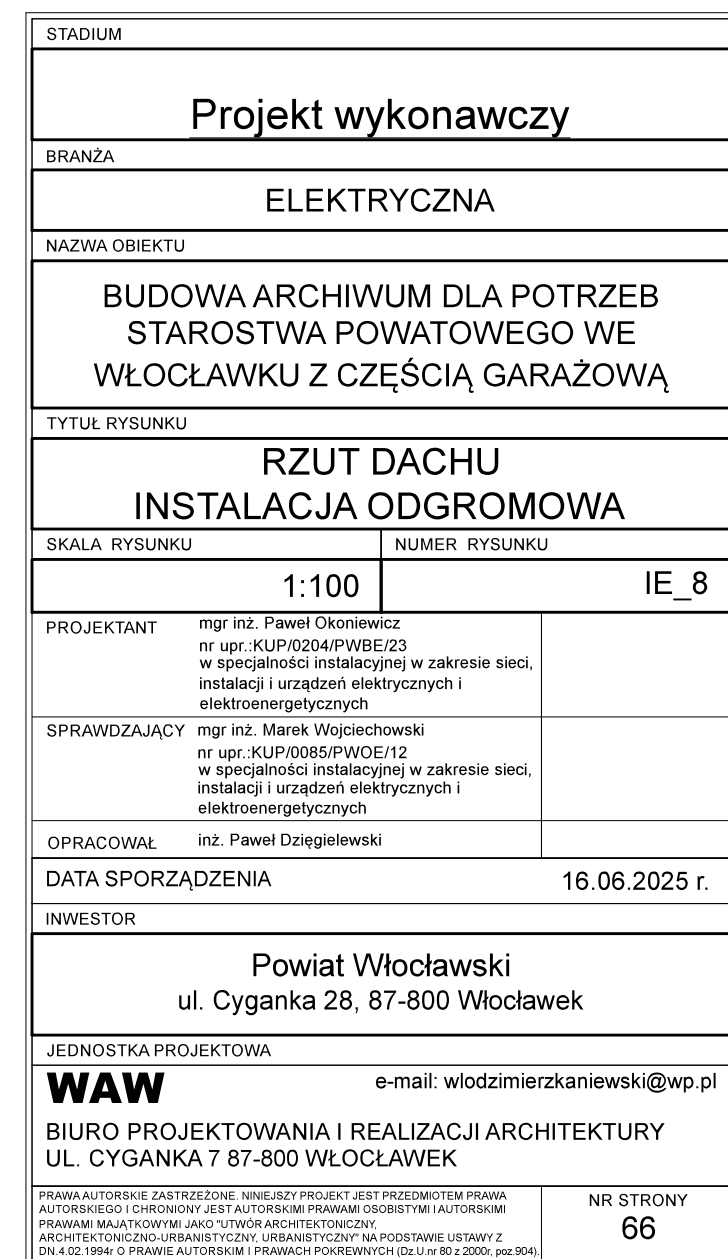 STADIUM
Projekt wykonawczy
BRANŻA
ELEKTRYCZNA
NAZWA OBIEKTU
BUDOWA ARCHIWUM DLA POTRZEB
STAROSTWA POWATOWEGO WE
WŁOCŁAWKU Z CZĘŚCIĄ GARAŻOWĄ
TYTUŁ RYSUNKU
RZUT DACHU
INSTALACJA ODGROMOWA
SKALA RYSUNKU NUMER RYSUNKU
1:100 IE_8
PROJEKTANT mgr inż. Paweł Okoniewicz
nr upr.:KUP/0204/PWBE/23
w specjalności instalacyjnej w zakresie sieci,
instalacji i urządzeń elektrycznych i
elektroenergetycznych
SPRAWDZAJĄCY mgr inż. Marek Wojciechowski
nr upr.:KUP/0085/PWOE/12
w specjalności instalacyjnej w zakresie sieci,
instalacji i urządzeń elektrycznych i
elektroenergetycznych
OPRACOWAŁ inż. Paweł Dzięgielewski
DATA SPORZĄDZENIA 16.06.2025 r.
INWESTOR
Powiat Włocławski
ul. Cyganka 28, 87-800 Włocławek
JEDNOSTKA PROJEKTOWA
WAW e-mail: wlodzimierzkaniewski@wp.pl
BIURO PROJEKTOWANIA I REALIZACJI ARCHITEKTURY
UL. CYGANKA 7 87-800 WŁOCŁAWEK
PRAWA AUTORSKIE ZASTRZEŻONE. NINIEJSZY PROJEKT JEST PRZEDMIOTEM PRAWA
AUTORSKIEGO I CHRONIONY JEST AUTORSKIMI PRAWAMI OSOBISTYMI I AUTORSKIMI
PRAWAMI MAJĄTKOWYMI JAKO "UTWÓR ARCHITEKTONICZNY,
ARCHITEKTONICZNO-URBANISTYCZNY, URBANISTYCZNY" NA PODSTAWIE USTAWY Z
DN.4.02.1994r O PRAWIE AUTORSKIM I PRAWACH POKREWNYCH (Dz.U.nr 80 z 2000r, poz.904).
NR STRONY
66